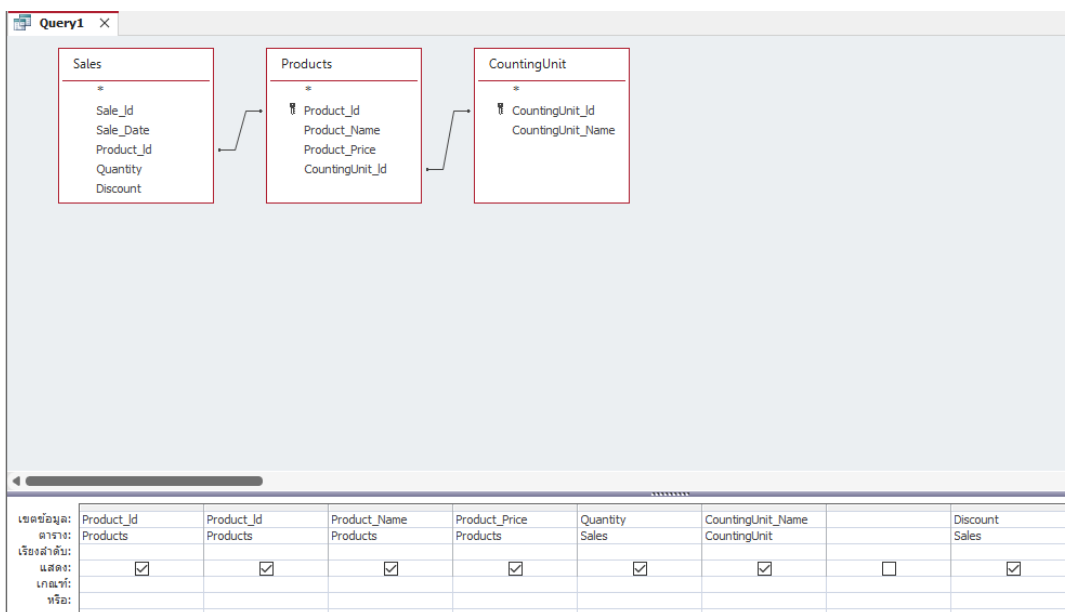 Query1
Sales
*
Sale_Id
Sale_Date
Product_Id
Quantity
Discount
Products
*
Product_Id
Product_Name
Product_Price
CountingUnit_Id
CountingUnit
*
CountingUnit_Id
CountingUnit_Name
เขตข้อมูล: Product_Id Product_Id Product_Name Product_Price Quantity CountingUnit_Name Discount
ตาราง: Products Products Products Products Sales CountingUnit Sales
เรียงลำดับ:
แสดง:
เกณฑ์:
หรือ: